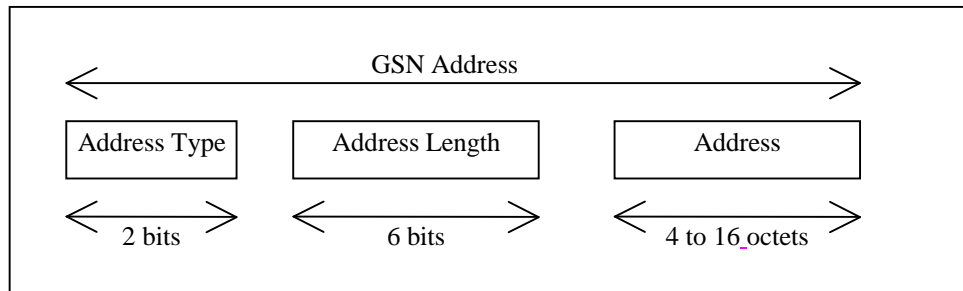 GSN Address
Address Type Address Length Address
2 bits 6 bits 4 to 16 octets